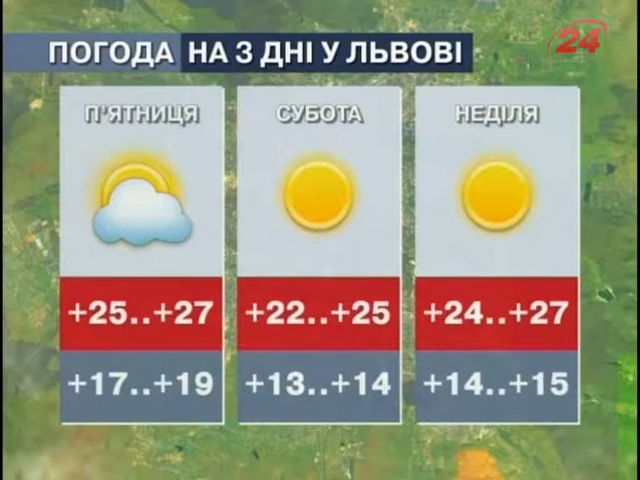 ПОГОДА НА 3 ДНІ У ЛЬВОВІ
24
П'ЯТНИЦЯ СУБОТА НЕДІЛЯ
+25..+27 +22..+25 +24..+27
+17..+19 +13..+14 +14..+15